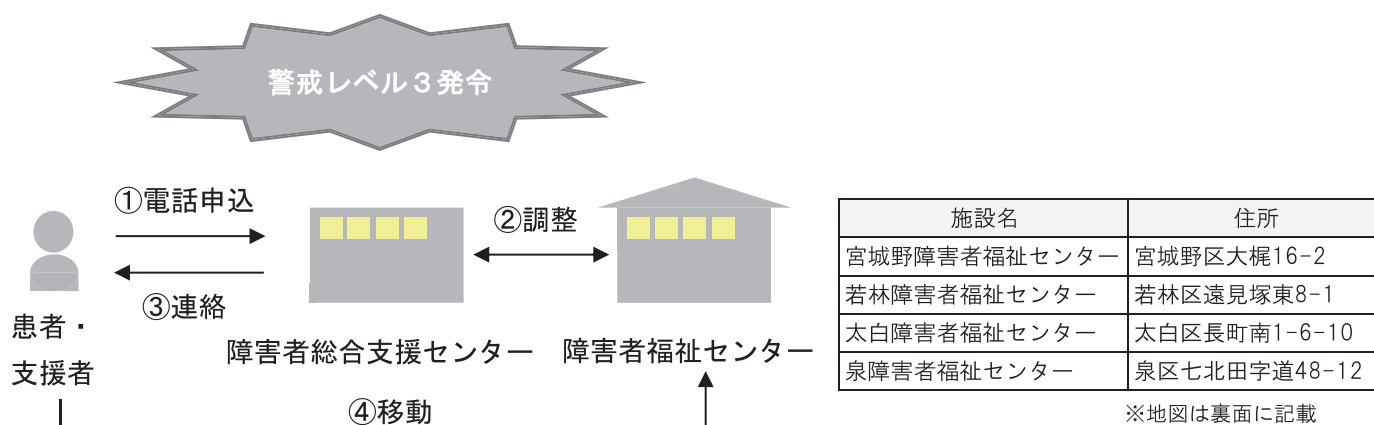 警戒レベル３発令
①電話申込
②調整
③連絡
患者・
支援者
障害者総合支援センター
障害者福祉センター
④移動
施設名 住所
宮城野障害者福祉センター 宮城野区大梶16-2
若林障害者福祉センター 若林区遠見塚東8-1
太白障害者福祉センター 太白区長町南1-6-10
泉障害者福祉センター 泉区七北田字道48-12
※地図は裏面に記載